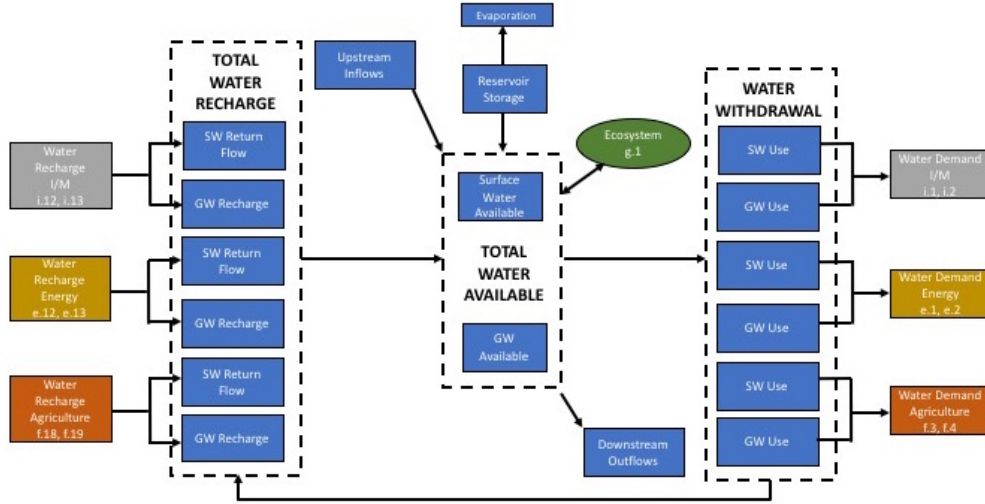 Evaporation
Upstream
Inflows
Reservoir
Storage
TOTAL
WATER
RECHARGE
WATER
WITHDRAWAL
Water
Recharge
I/M
i.12, i.13
SW Return
Flow
GW Recharge
Ecosystem
g.1
SW Use
GW Use
Water Demand
I/M
i.1, i.2
Surface
Water
Available
TOTAL
WATER
AVAILABLE
GW
Available
Water
Recharge
Energy
e.12, e.13
SW Return
Flow
GW Recharge
SW Use
GW Use
Water Demand
Energy
e.1, e.2
Water
Recharge
Agriculture
f.18, f.19
SW Return
Flow
GW Recharge
Downstream
Outflows
SW Use
GW Use
Water Demand
Agriculture
f.3, f.4